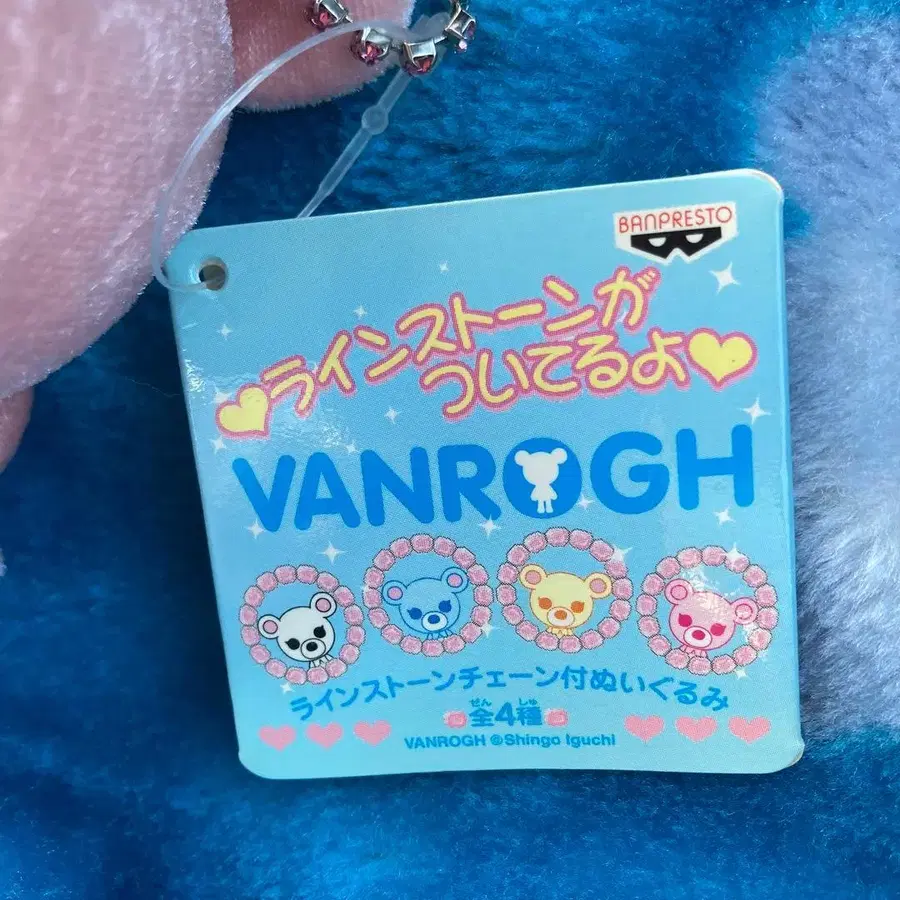 BANPRESTO
ラインストーンが
ついてるよ
VANROGH
ラインストーンチェーン付ぬいぐるみ
ぜん しゅ
全4種
VANROGH ©Shingo Iguchi